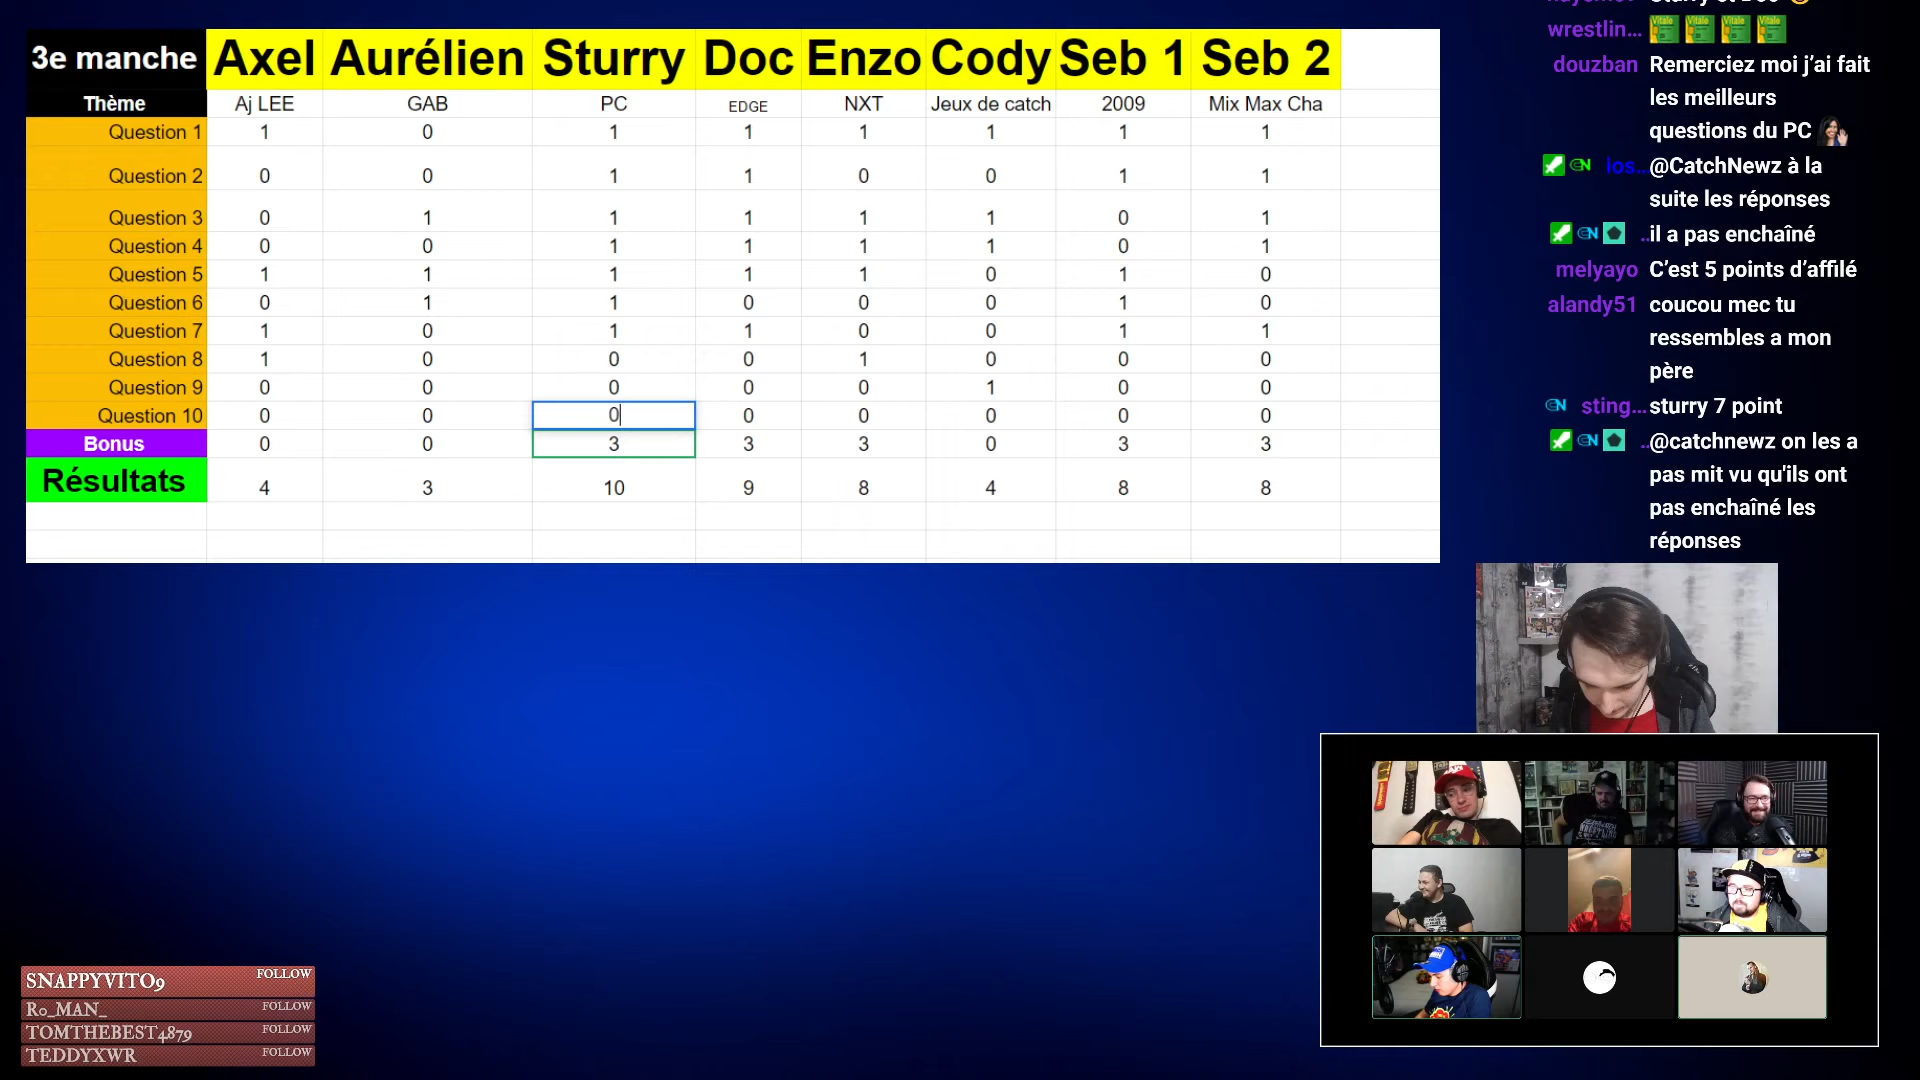 3e manche Axel Aurélien Sturry Doc Enzo Cody Seb 1 Seb 2
Thème Aj LEE GAB PC EDGE NXT Jeux de catch 2009 Mix Max Cha
Question 1 1 0 1 1 1 1 1 1
Question 2 0 0 1 1 0 0 1 1
Question 3 0 1 1 1 1 1 0 1
Question 4 0 0 1 1 1 1 0 1
Question 5 1 1 1 1 1 0 1 0
Question 6 0 1 1 0 0 0 1 0
Question 7 1 0 1 1 0 0 1 1
Question 8 1 0 0 0 1 0 0 0
Question 9 0 0 0 0 0 1 0 0
Question 10 0 0 0 0 0 0 0 0
Bonus 0 0 3 3 3 0 3 3
Résultats 4 3 10 9 8 4 8 8
wrestlin...
douzban Remerciez moi j’ai fait
les meilleurs
questions du PC
ios... @CatchNewz à la
suite les réponses
.. il a pas enchaîné
melyayo C’est 5 points d’affilé
alandy51 coucou mec tu
ressembles a mon
père
sting... sturry 7 point
.. @catchnewz on les a
pas mit vu qu'ils ont
pas enchaîné les
réponses
SNAPPYVITO9 FOLLOW
R0_MAN_ FOLLOW
TOMTHEBEST4879 FOLLOW
TEDDYXWR FOLLOW